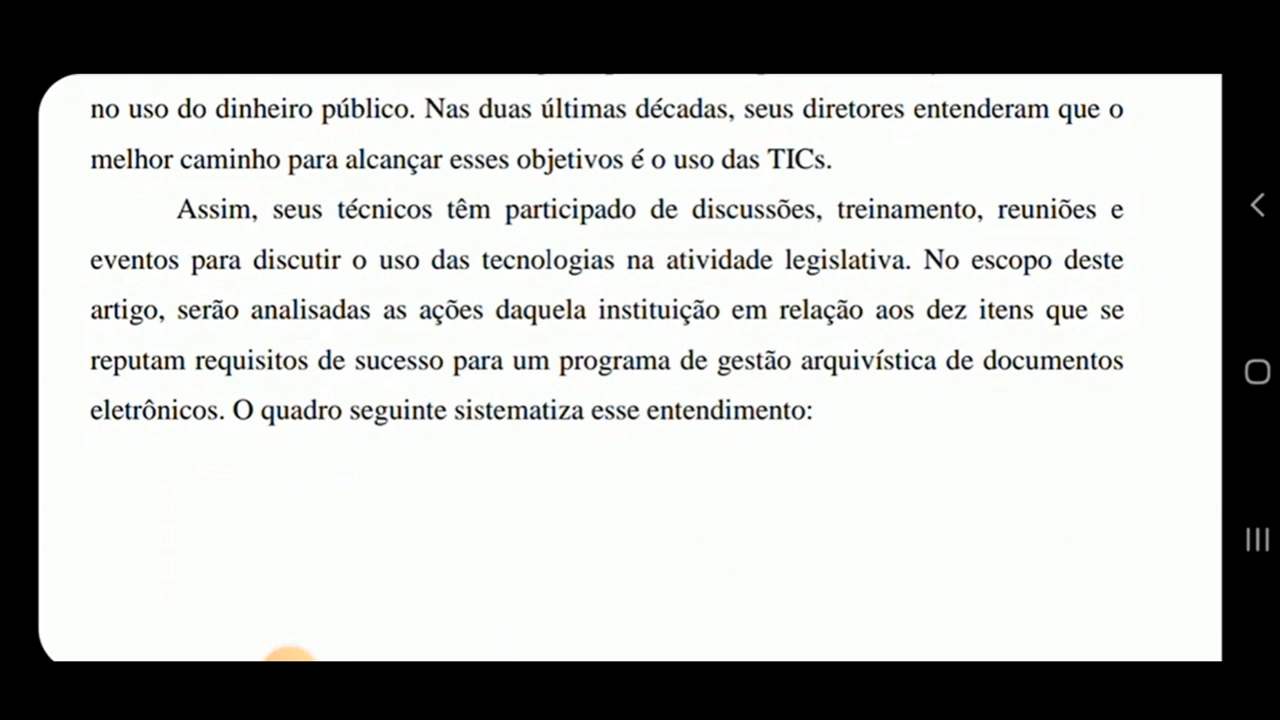 no uso do dinheiro público. Nas duas últimas décadas, seus diretores entenderam que o
melhor caminho para alcançar esses objetivos é o uso das TICs.
Assim, seus técnicos têm participado de discussões, treinamento, reuniões e
eventos para discutir o uso das tecnologias na atividade legislativa. No escopo deste
artigo, serão analisadas as ações daquela instituição em relação aos dez itens que se
reputam requisitos de sucesso para um programa de gestão arquivística de documentos
eletrônicos. O quadro seguinte sistematiza esse entendimento: